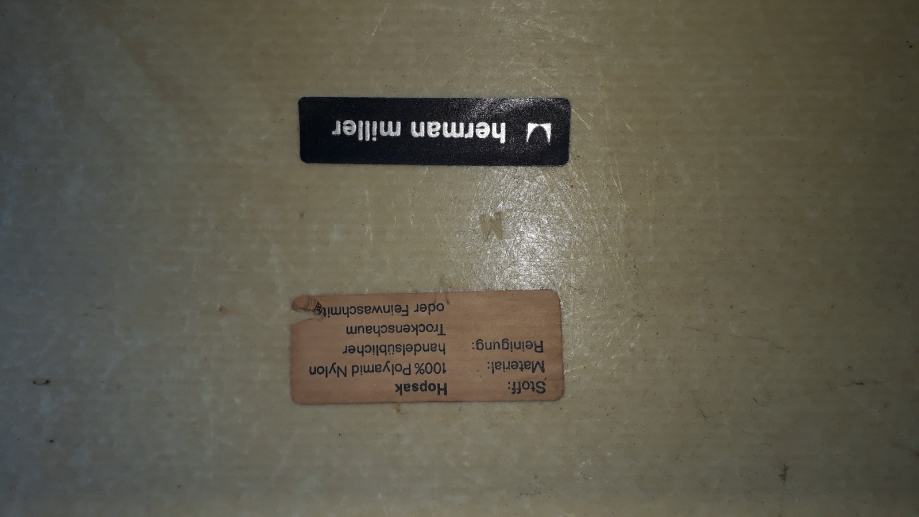 herman miller
M
Stoff: Hopsak
Material: 100% Polyamid Nylon
Reinigung: handelsüblicher
Trockenschaum
oder Feinwaschmitt